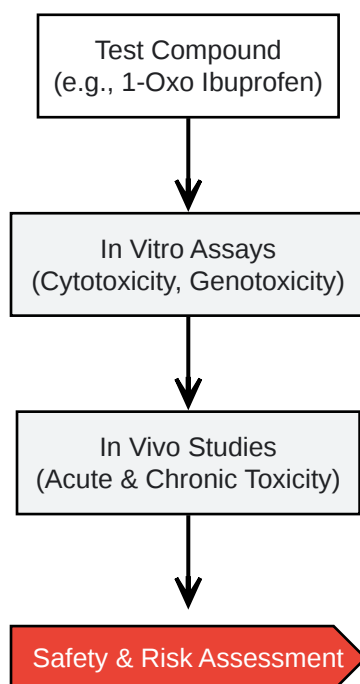 Test Compound
(e.g., 1-Oxo Ibuprofen)
In Vitro Assays
(Cytotoxicity, Genotoxicity)
In Vivo Studies
(Acute & Chronic Toxicity)
Safety & Risk Assessment